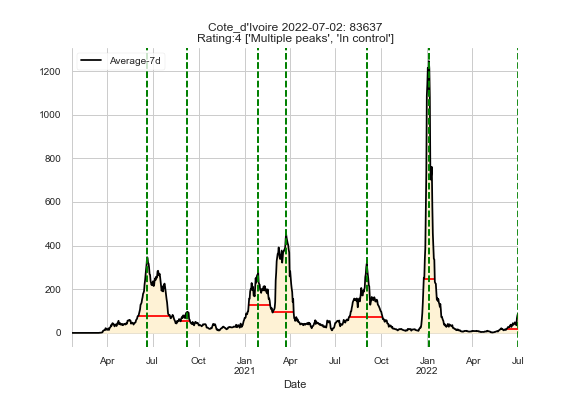 Cote_d'Ivoire 2022-07-02: 83637
Rating:4 ['Multiple peaks', 'In control']
Average-7d
1200
1000
800
600
400
200
0
Apr Jul Oct Jan Apr Jul Oct Jan Apr Jul
2021 2022
Date